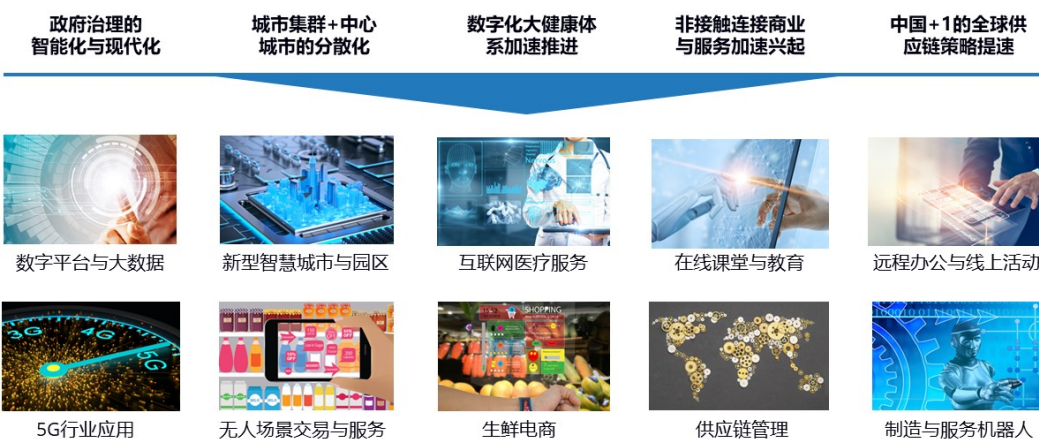 政府治理的
智能化与现代化
城市集群+中心
城市的分散化
数字化大健康体
系加速推进
非接触连接商业
与服务加速兴起
中国+1的全球供
应链策略提速
数字平台与大数据
新型智慧城市与园区
互联网医疗服务
在线课堂与教育
远程办公与线上活动
3G
4G
5G
SHOPPING
5G行业应用
无人场景交易与服务
生鲜电商
供应链管理
制造与服务机器人